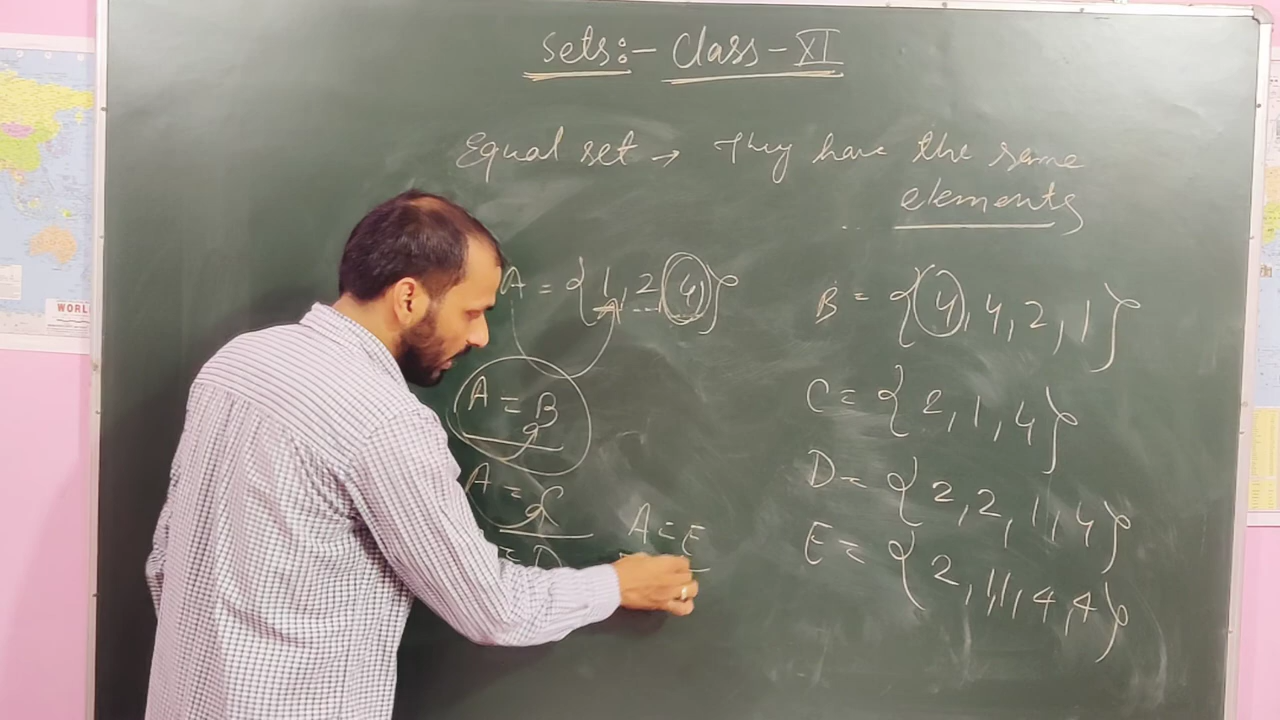 Sets:- Class - XI
Equal set → They have the same
elements
A = {1, 2, 4}
B = {4, 4, 2, 1}
A = B
C = {2, 1, 4}
A = C
D = {2, 2, 1, 4}
= D
A = E
E = {2, 1, 1, 4, 4}
WORL